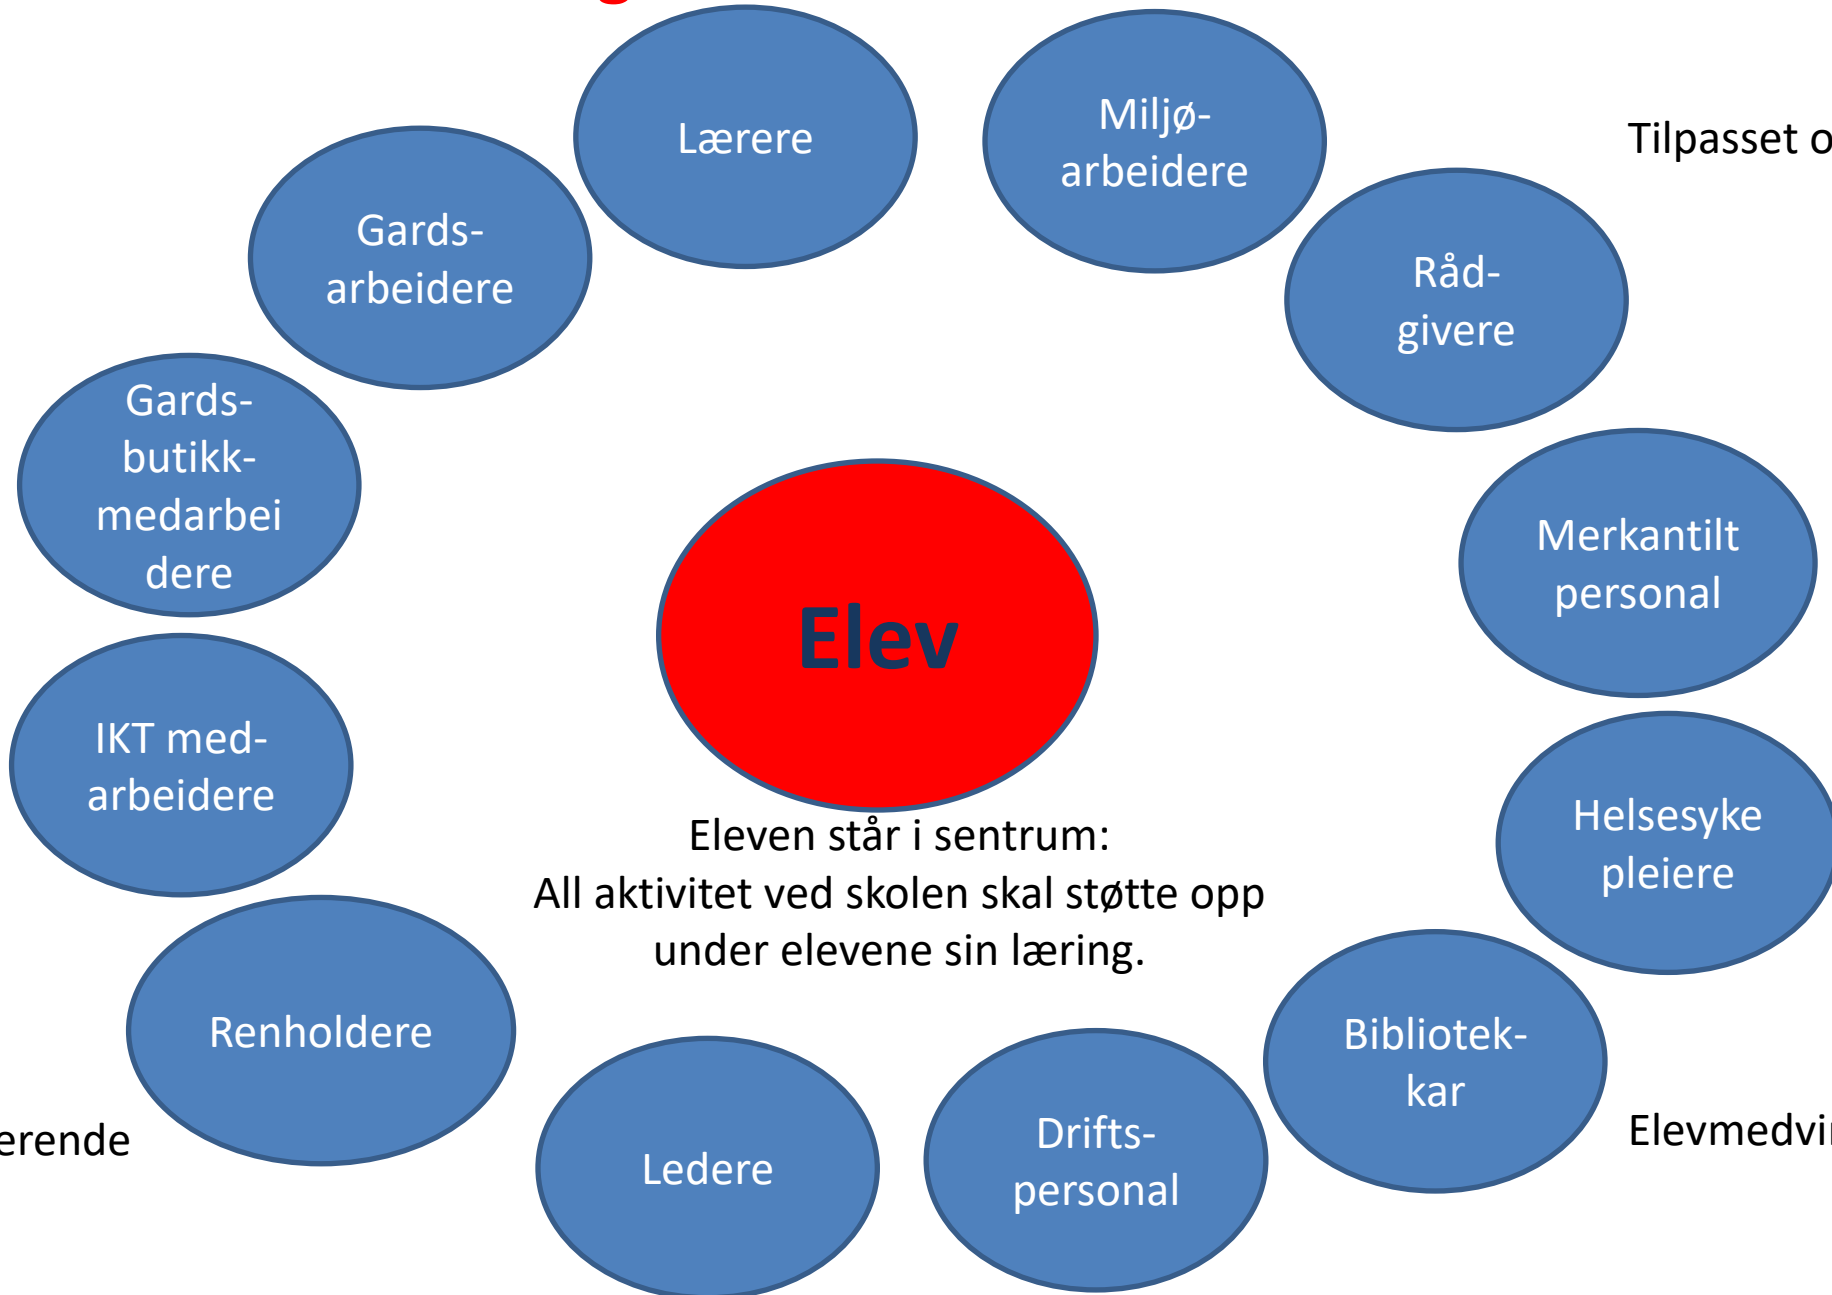 Lærere
Miljø-
arbeidere
Tilpasset
Gards-
arbeidere
Råd-
givere
Gards-
butikk-
medarbei
dere
Merkantilt
personal
Elev
IKT med-
arbeidere
Helsesyke
pleiere
Eleven står i sentrum:
All aktivitet ved skolen skal støtte opp
under elevene sin læring.
Renholdere
Bibliotek-
kar
Ledere
Drifts-
personal